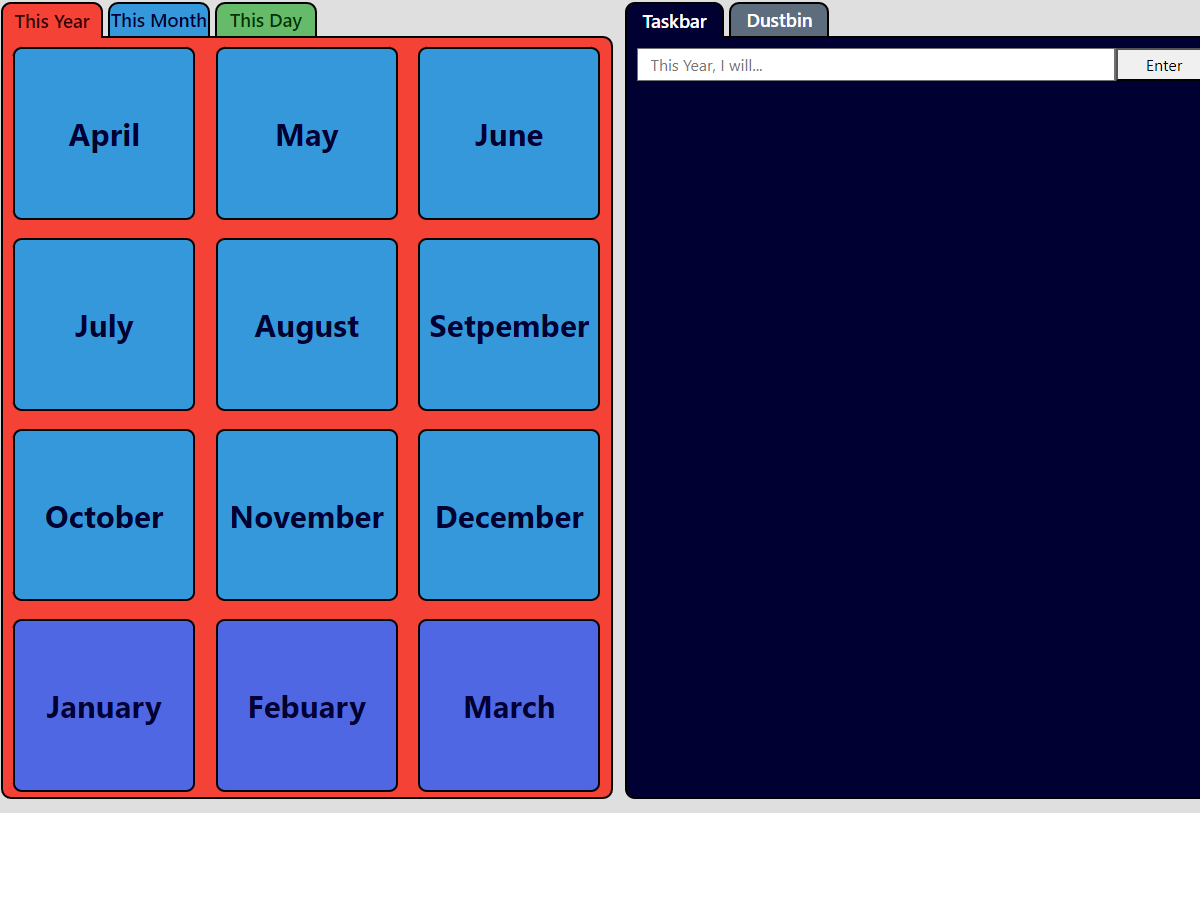 This Year This Month This Day
Taskbar Dustbin
This Year, I will... Enter
April May June
July August Setpember
October November December
January Febuary March